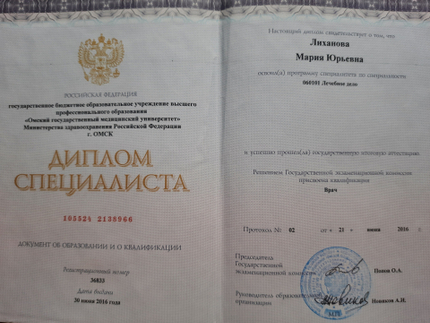 РОССИЙСКАЯ ФЕДЕРАЦИЯ
государственное бюджетное образовательное учреждение высшего
профессионального образования
«Омский государственный медицинский университет»
Министерства здравоохранения Российской Федерации
г. ОМСК
ДИПЛОМ
СПЕЦИАЛИСТА
105524 2138966
ДОКУМЕНТ ОБ ОБРАЗОВАНИИ И О КВАЛИФИКАЦИИ
Регистрационный номер
36833
Дата выдачи
30 июня 2016 года
Настоящий диплом свидетельствует о том, что
Лиханова
Мария Юрьевна
освоил(а) программу специалитета по специальности
060101 Лечебное дело
и успешно прошел(ла) государственную итоговую аттестацию
Решением Государственной экзаменационной комиссии
присвоена квалификация
Врач
Протокол № 02 от « 21 » июня 2016 г.
Председатель
Государственной
экзаменационной комиссии
Попов О.А.
Руководитель образовательной
организации
Новиков А.И.